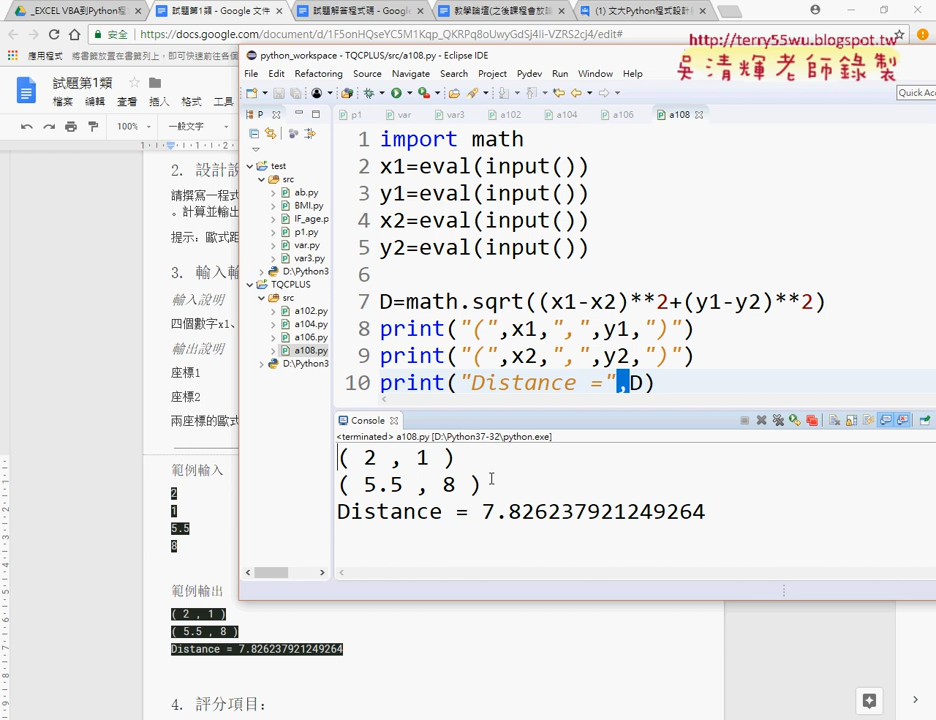 _EXCEL VBA到Python程
試題第1類 - Google 文件
試題解答程式碼 - Google
教學論壇(之後課程會放
(1) 文大Python程式設計
安全
https://docs.google.com/document/d/1F5onHQseYC5M1Kqp_QKRPq8oUwyGdSJ4Ii-VZRS2cj4/edit#
應用程式
http://terry55wu.blogspot.tw
吳清輝老師錄製
試題第1類
檔案 編輯 查看 插入 格式 工具
100%
一般文字
python_workspace - TQCPLUS/src/a108.py - Eclipse IDE
File Edit Refactoring Source Navigate Search Project Pydev Run Window Help
Quick Ac
P
p1 var var3 a102 a104 a106 a108
test
src
ab.py
BMI.py
IF_age.p
p1.py
var.py
var3.py
D:\Python3
TQCPLUS
src
a102.py
a104.py
a106.py
a108.py
D:\Python3
1 import math
2 x1=eval(input())
3 y1=eval(input())
4 x2=eval(input())
5 y2=eval(input())
6
7 D=math.sqrt((x1-x2)**2+(y1-y2)**2)
8 print("(",x1,",",y1,")")
9 print("(",x2,",",y2,")")
10 print("Distance =",D)
Console
<terminated> a108.py [D:\Python37-32\python.exe]
( 2 , 1 )
( 5.5 , 8 )
Distance = 7.826237921249264
2. 設計說
請撰寫一程式
。計算並輸出
提示: 歐式距
3. 輸入輸
輸入說明
四個數字x1、
輸出說明
座標1
座標2
兩座標的歐式
範例輸入
2
1
5.5
8
範例輸出
( 2 , 1 )
( 5.5 , 8 )
Distance = 7.826237921249264
4. 評分項目: